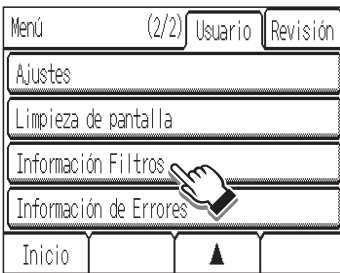 Menú (2/2) Usuario Revisión
Ajustes
Limpieza de pantalla
Información Filtros
Información de Errores
Inicio